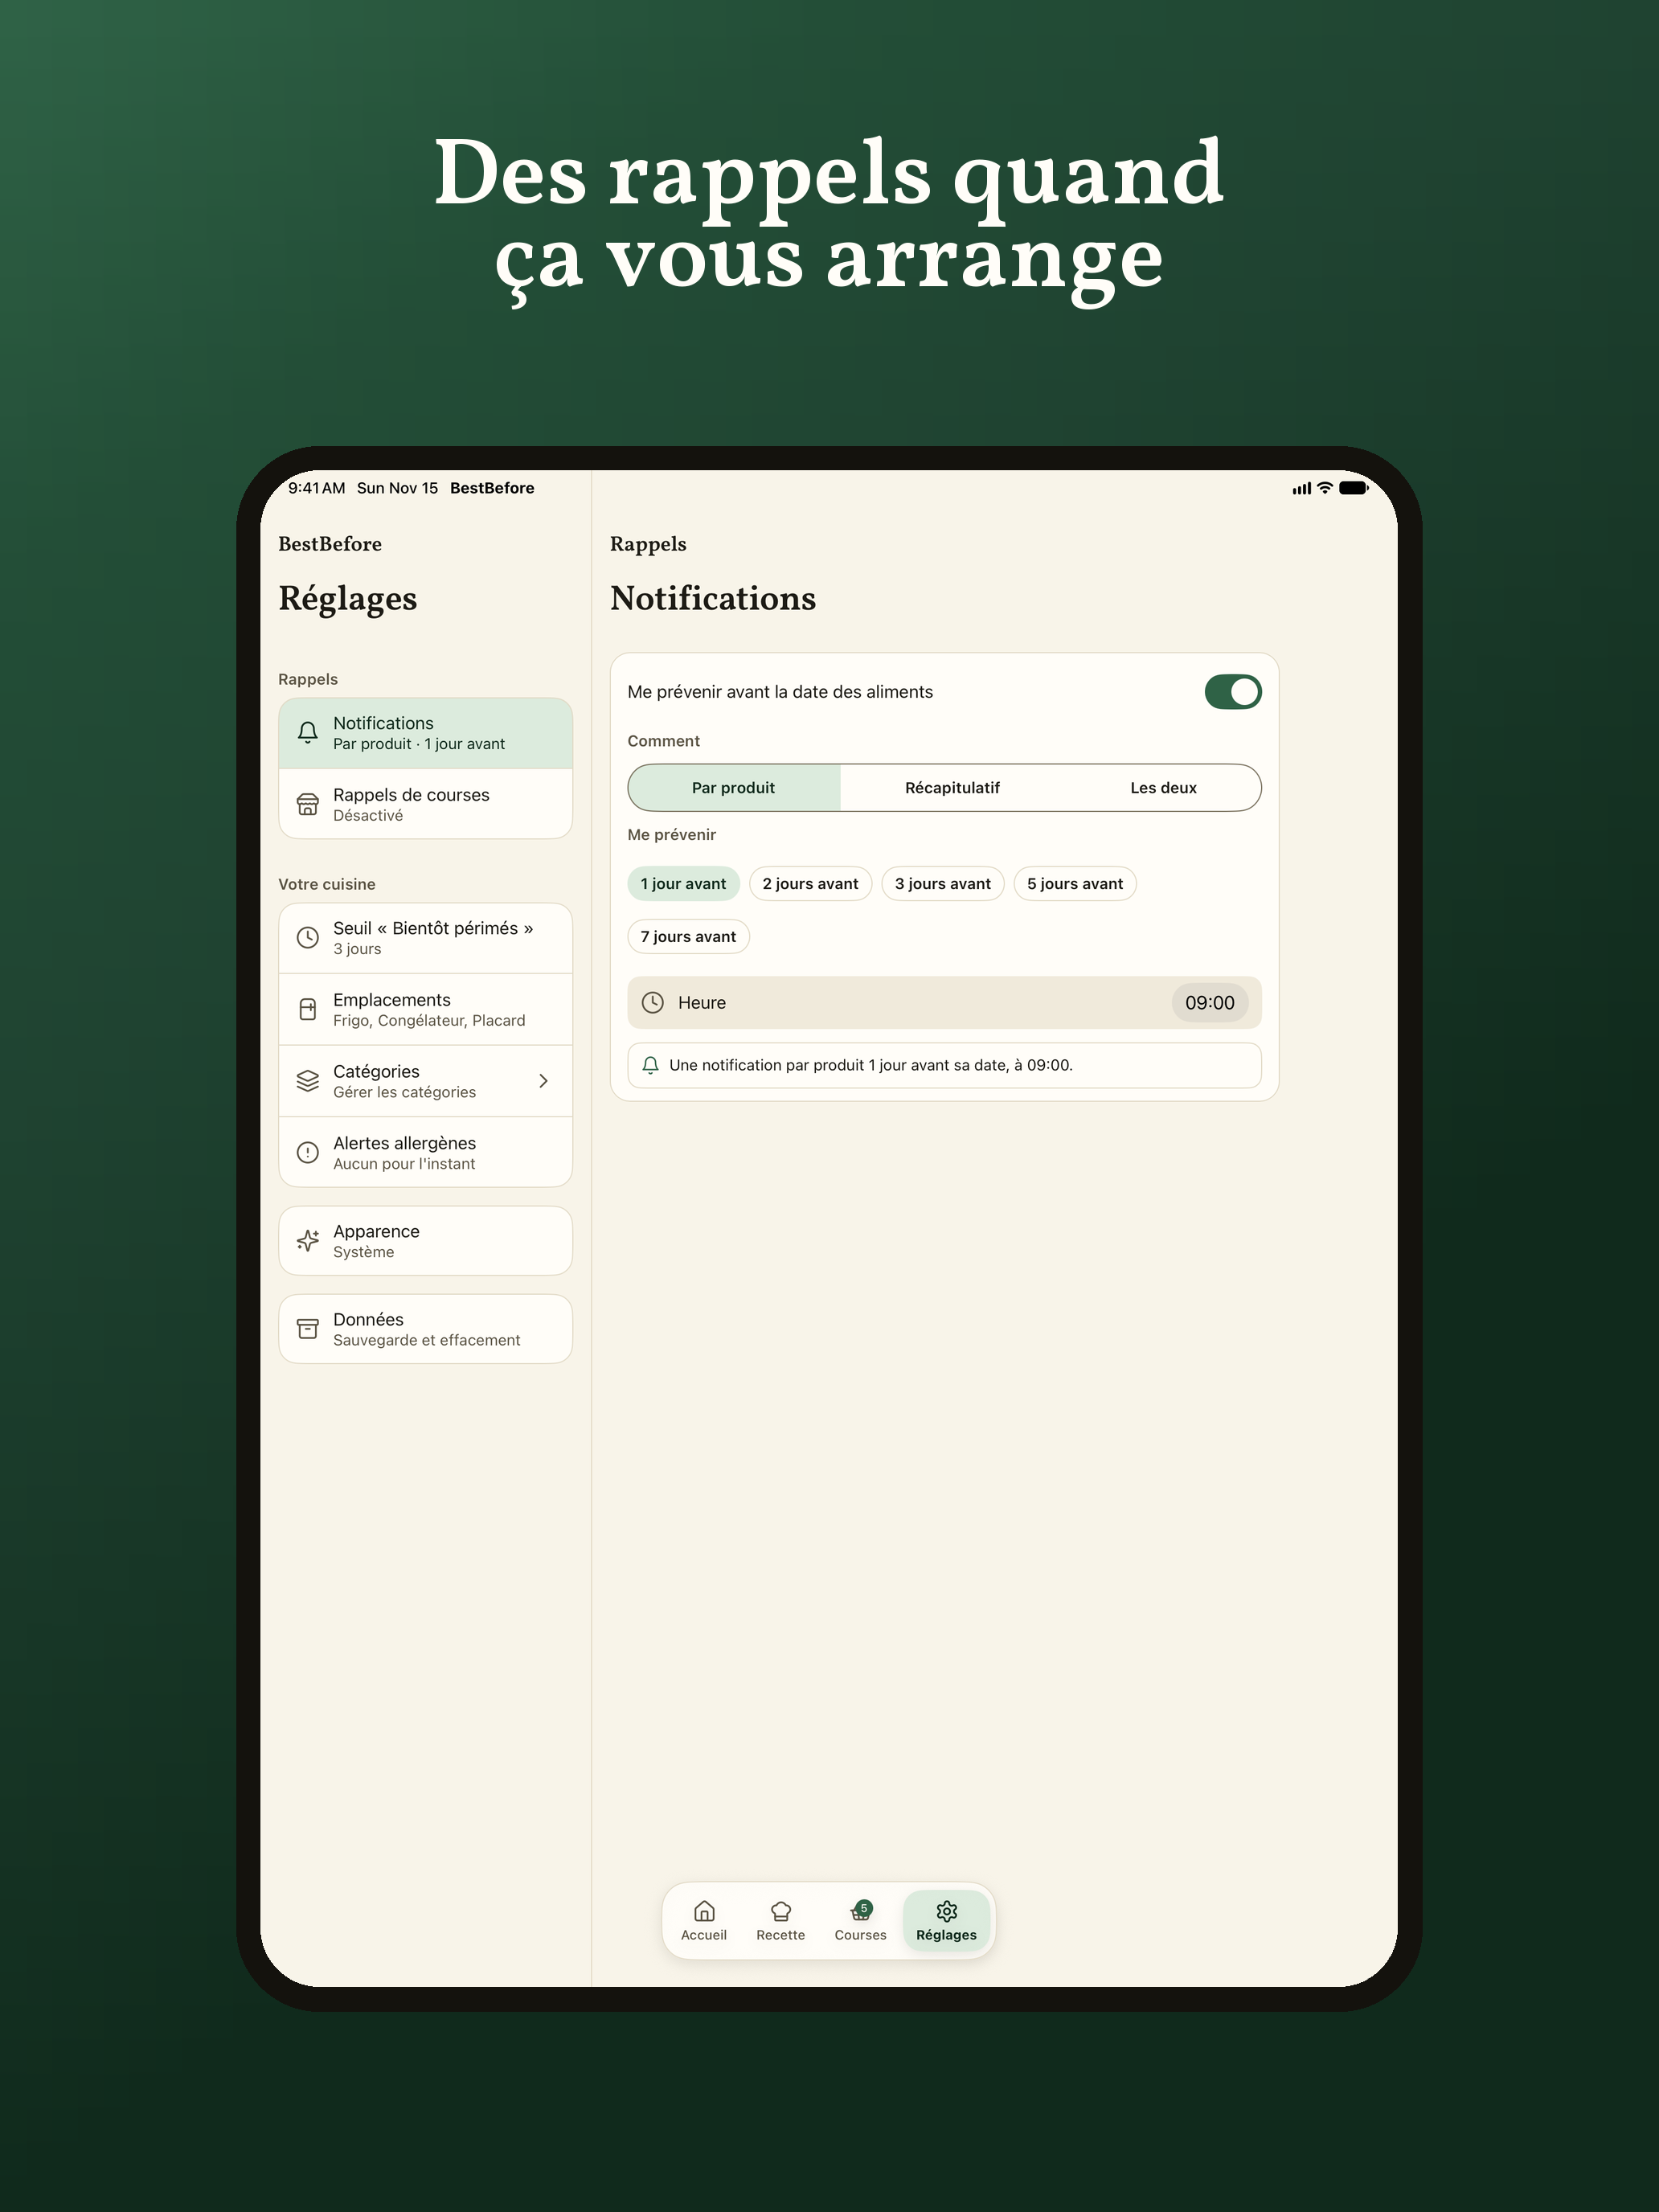 Des rappels quand
ça vous arrange
9:41 AM Sun Nov 15 BestBefore
BestBefore
Réglages
Rappels
Notifications
Par produit · 1 jour avant
Rappels de courses
Désactivé
Votre cuisine
Seuil « Bientôt périmés »
3 jours
Emplacements
Frigo, Congélateur, Placard
Catégories
Gérer les catégories
Alertes allergènes
Aucun pour l'instant
Apparence
Système
Données
Sauvegarde et effacement
Rappels
Notifications
Me prévenir avant la date des aliments
Comment
Par produit Récapitulatif Les deux
Me prévenir
1 jour avant 2 jours avant 3 jours avant 5 jours avant
7 jours avant
Heure 09:00
Une notification par produit 1 jour avant sa date, à 09:00.
5
Accueil Recette Courses Réglages